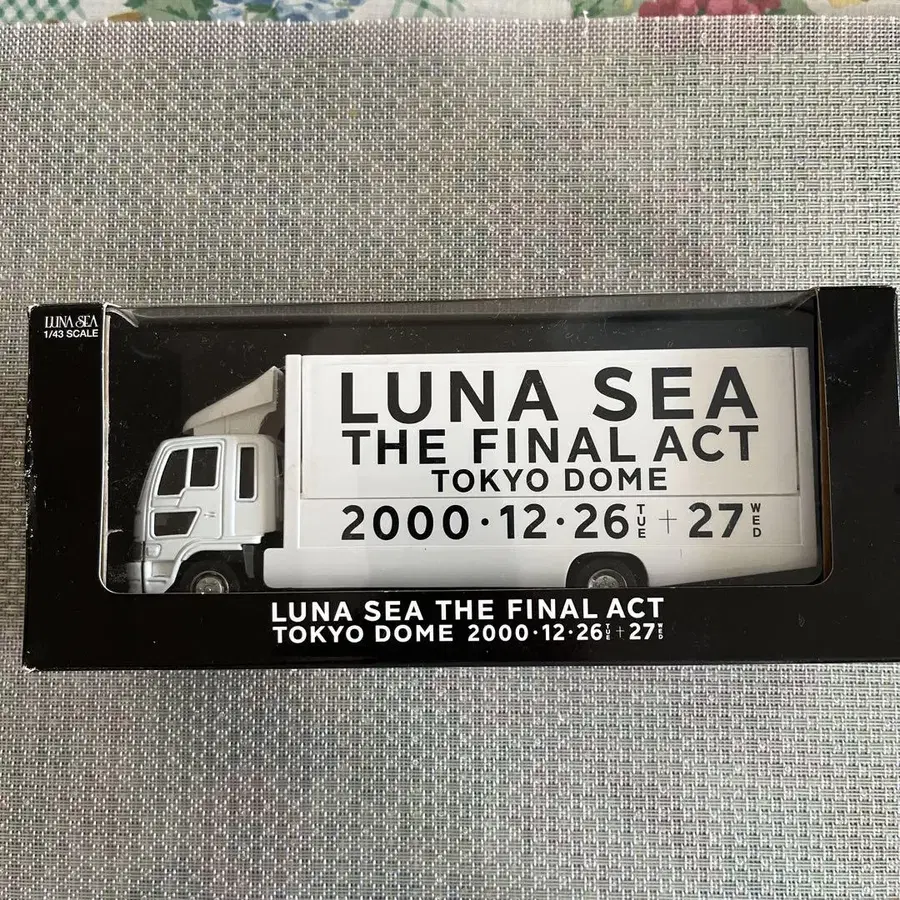 LUNA SEA
1/43 SCALE
LUNA SEA
THE FINAL ACT
TOKYO DOME
2000・12・26 TUE + 27 WED
LUNA SEA THE FINAL ACT
TOKYO DOME 2000・12・26 TUE + 27 WED